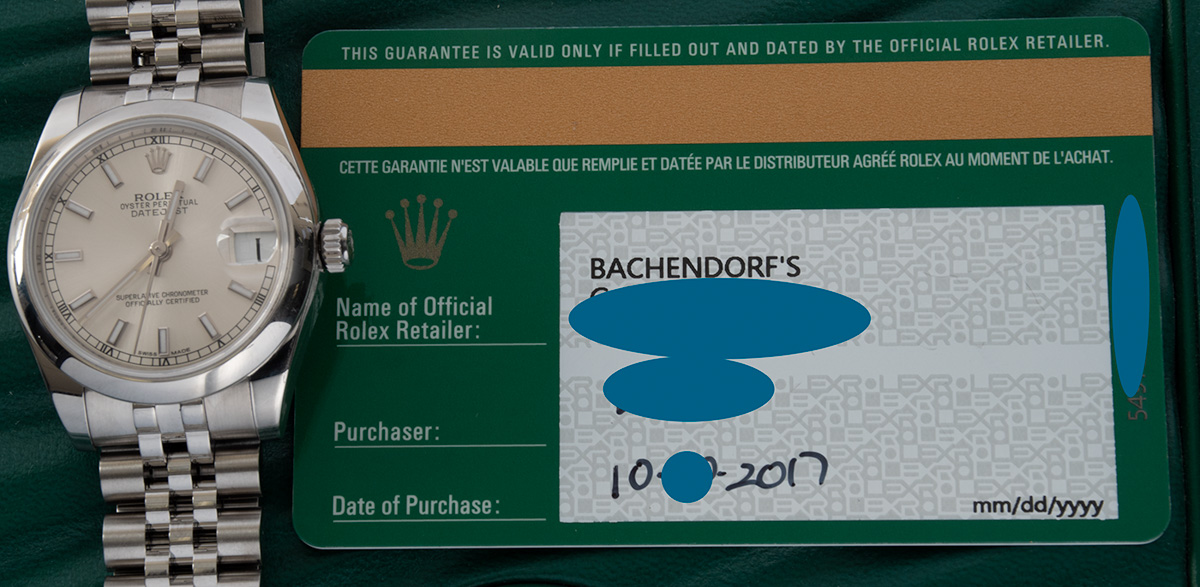 THIS GUARANTEE IS VALID ONLY IF FILLED OUT AND DATED BY THE OFFICIAL ROLEX RETAILER.
CETTE GARANTIE N'EST VALABLE QUE REMPLIE ET DATÉE PAR LE DISTRIBUTEUR AGRÉÉ ROLEX AU MOMENT DE L'ACHAT.
XII
ROLEX
OYSTER PERPETUAL
DATEJUST
1
SUPERLATIVE CHRONOMETER
OFFICIALLY CERTIFIED
SWISS MADE
BACHENDORF'S
Name of Official
Rolex Retailer:
Purchaser:
Date of Purchase:
10- -2017
mm/dd/yyyy